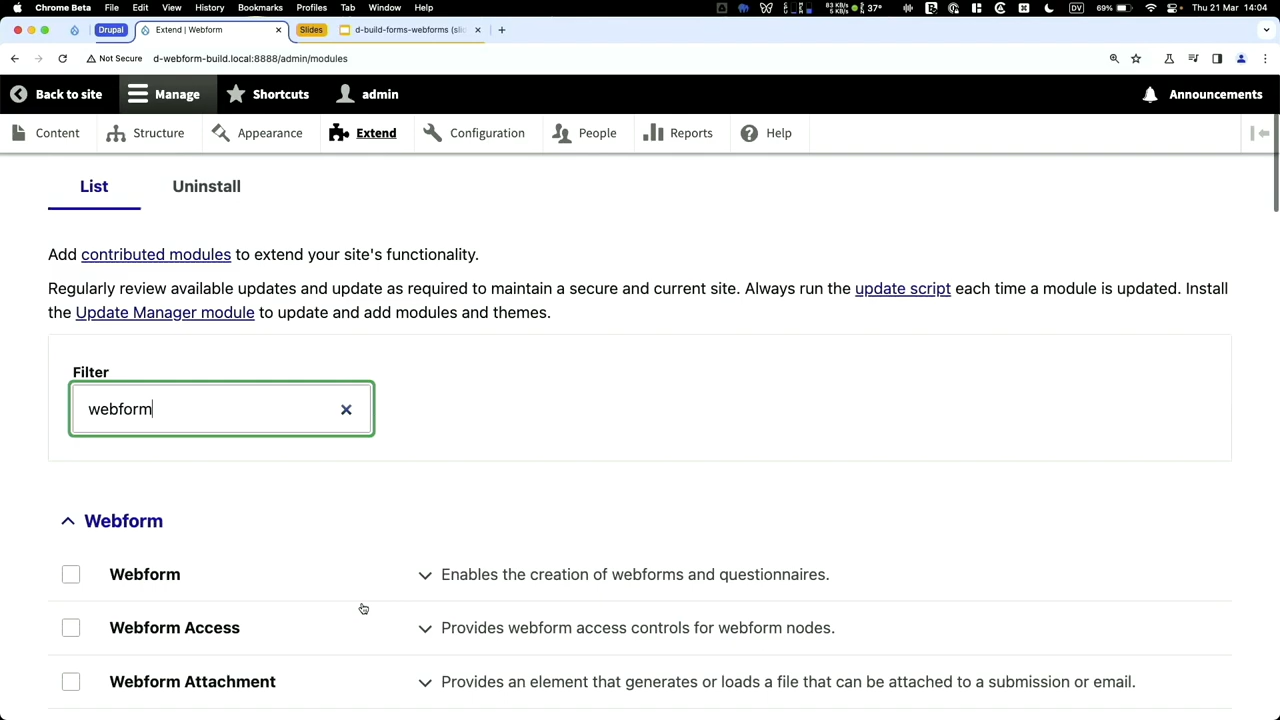 Chrome Beta File Edit View History Bookmarks Profiles Tab Window Help
83 KB/s
37° DV 69% Thu 21 Mar 14:04
Drupal Extend | Webform Slides d-build-forms-webforms (slid
Not Secure d-webform-build.local:8888/admin/modules
Back to site Manage Shortcuts admin Announcements
Content Structure Appearance Extend Configuration People Reports Help
List Uninstall
Add contributed modules to extend your site's functionality.
Regularly review available updates and update as required to maintain a secure and current site. Always run the update script each time a module is updated. Install
the Update Manager module to update and add modules and themes.
Filter
webform
Webform
Webform Enables the creation of webforms and questionnaires.
Webform Access Provides webform access controls for webform nodes.
Webform Attachment Provides an element that generates or loads a file that can be attached to a submission or email.